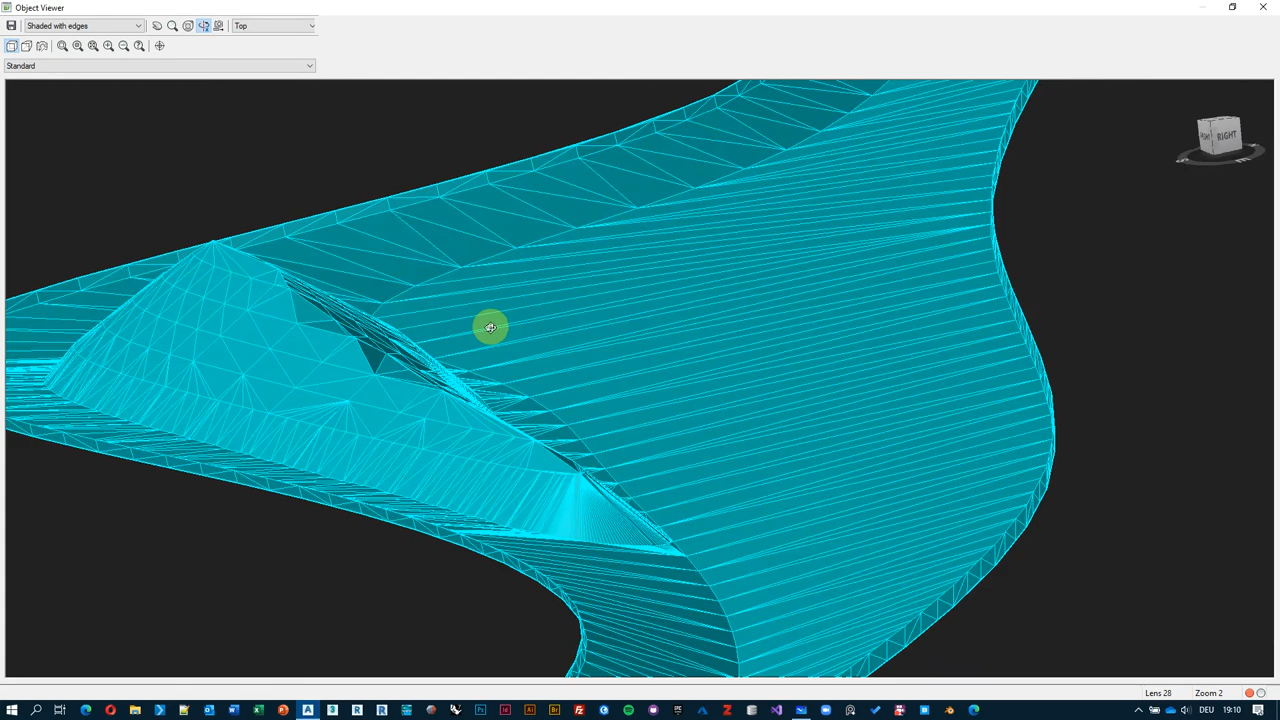 Object Viewer
Shaded with edges
Top
Standard
RIGHT
Lens 28
Zoom 2
DEU
19:10